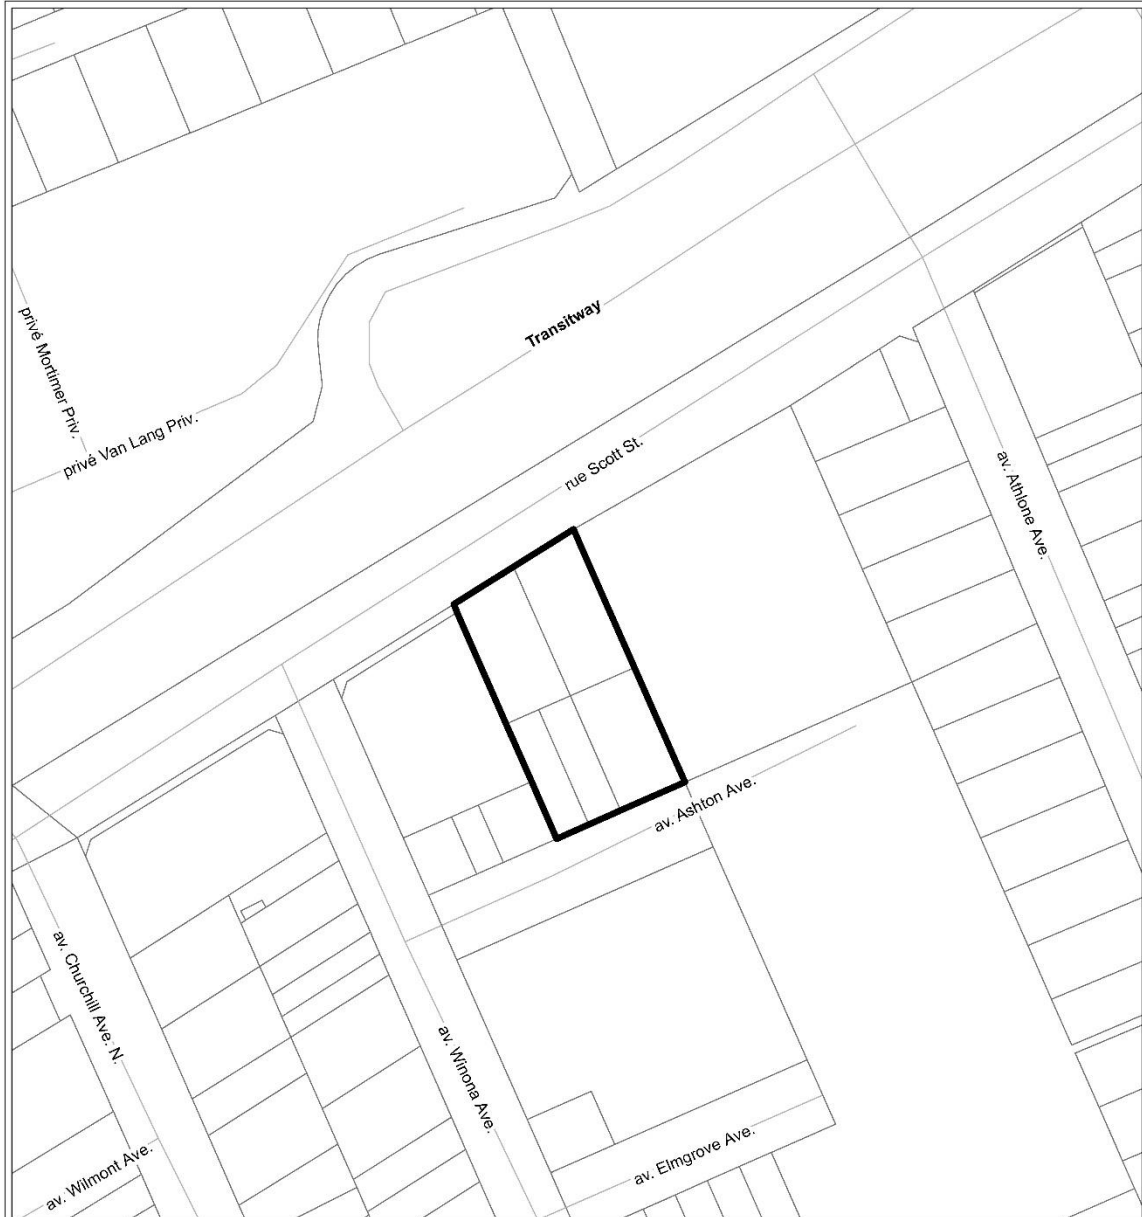 Transitway
privé Mortimer Priv.
privé Van Lang Priv.
rue Scott St.
av. Athlone Ave.
av. Ashton Ave.
av. Churchill Ave. N.
av. Winona Ave.
av. Wilmont Ave.
av. Elmgrove Ave.